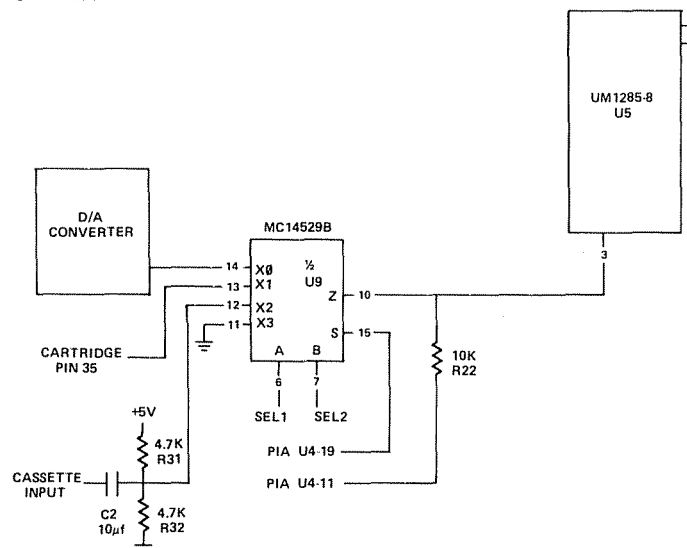 UM1285-8
U5
3
D/A
CONVERTER
MC14529B
½
U9
14 X0
13 X1
12 X2
11 X3
Z 10
S 15
A B
6 7
SEL1 SEL2
CARTRIDGE
PIN 35
10K
R22
+5V
4.7K
R31
PIA U4-19
PIA U4-11
CASSETTE
INPUT
C2
10µf
4.7K
R32